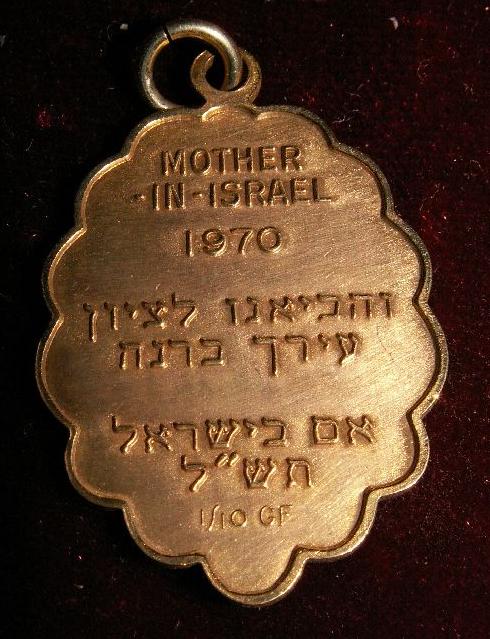 MOTHER
-IN-ISRAEL
1970
והביאנו לציון
עירך ברנה
אם בישראל
תש״ל
1/10 GF